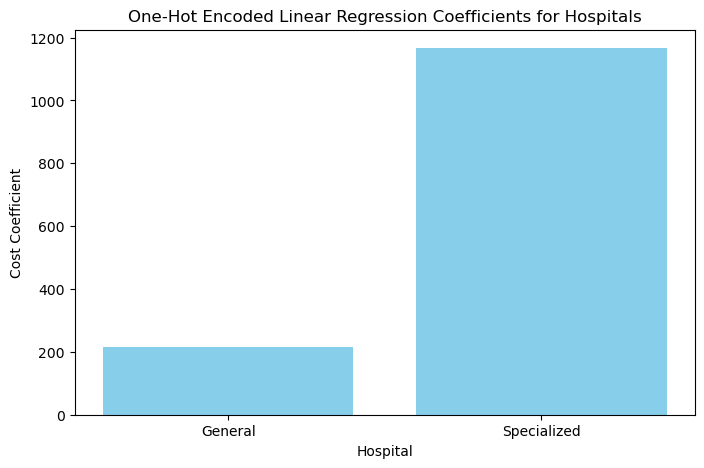 One-Hot Encoded Linear Regression Coefficients for Hospitals
1200
1000
800
600
400
200
0
Cost Coefficient
General
Specialized
Hospital